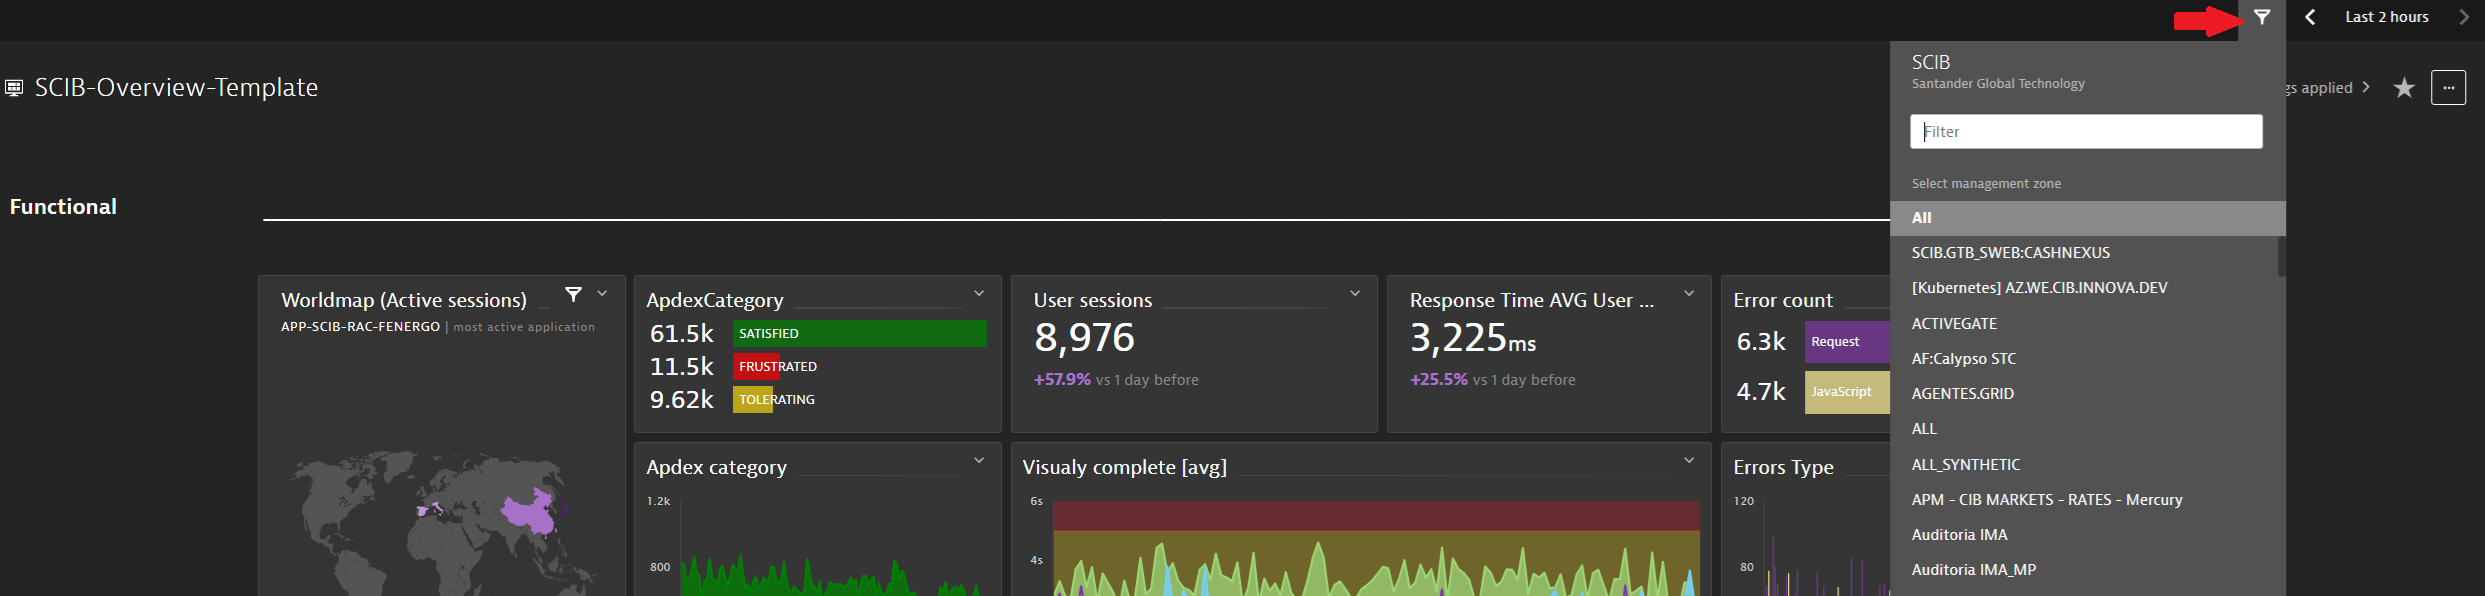 Last 2 hours
SCIB-Overview-Template
gs applied
...
SCIB
Santander Global Technology
Filter
Select management zone
All
SCIB.GTB_SWEB:CASHNEXUS
[Kubernetes] AZ.WE.CIB.INNOVA.DEV
ACTIVEGATE
AF:Calypso STC
AGENTES.GRID
ALL
ALL_SYNTHETIC
APM - CIB MARKETS - RATES - Mercury
Auditoria IMA
Auditoria IMA_MP
Functional
Worldmap (Active sessions)
APP-SCIB-RAC-FENERGO | most active application
ApdexCategory
61.5k SATISFIED
11.5k FRUSTRATED
9.62k TOLERATING
User sessions
8,976
+57.9% vs 1 day before
Response Time AVG User ...
3,225ms
+25.5% vs 1 day before
Error count
6.3k Request
4.7k JavaScript
Apdex category
1.2k
800
Visualy complete [avg]
6s
4s
Errors Type
120
80